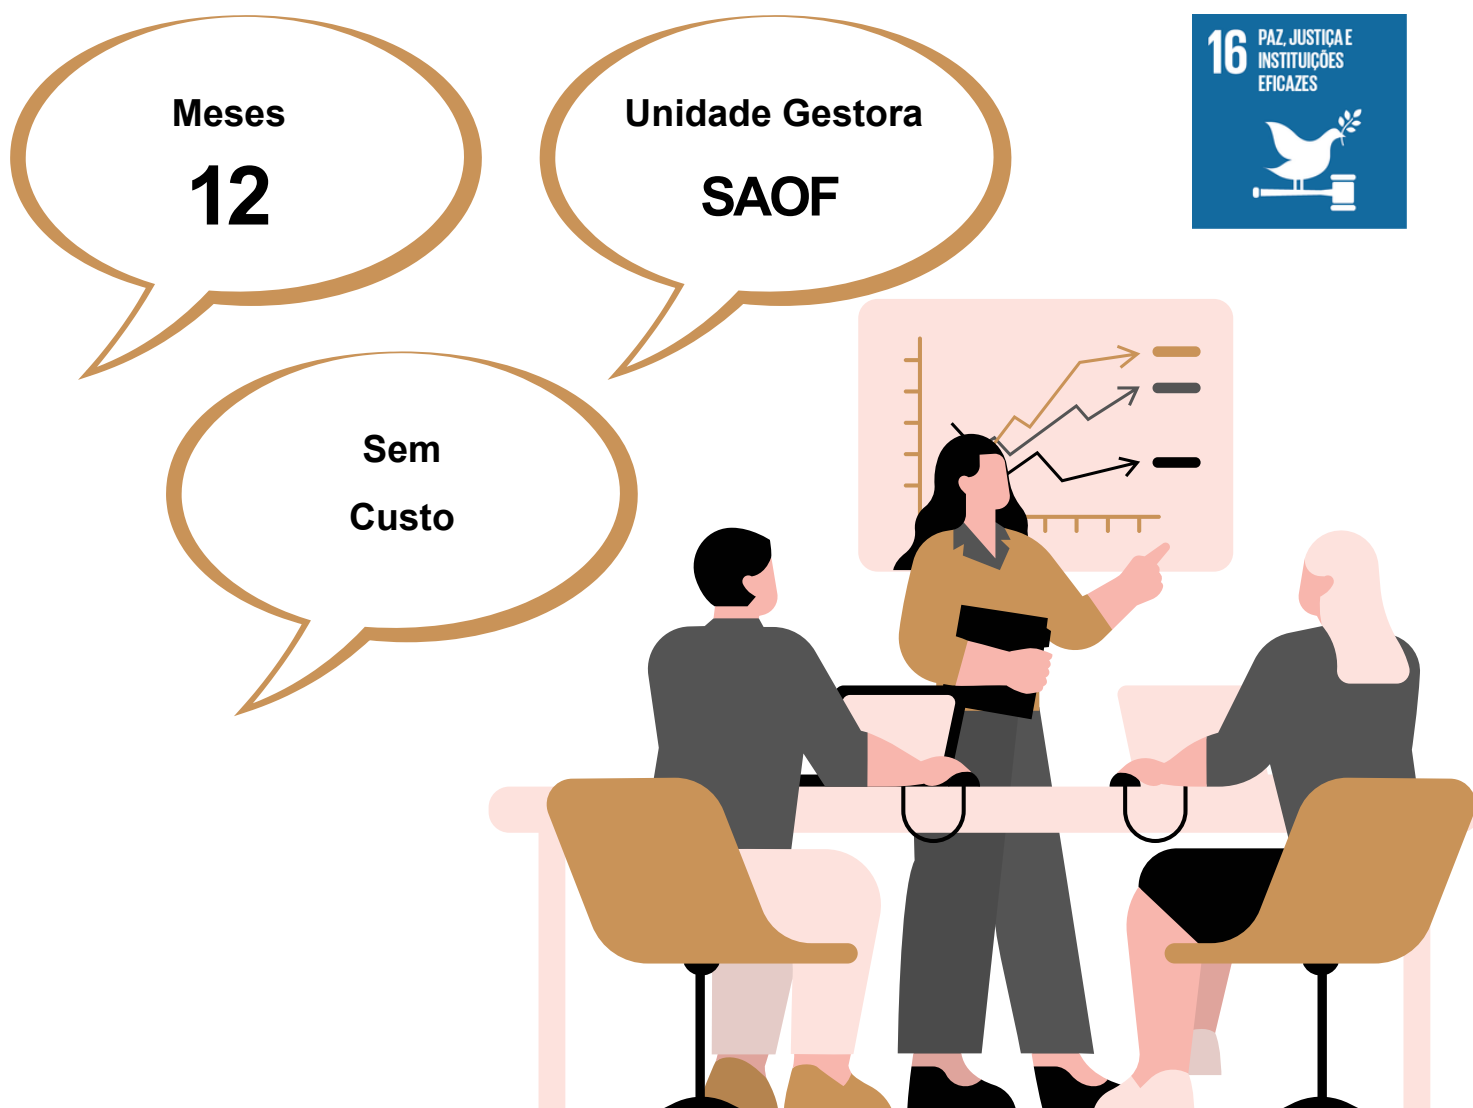 Meses
12
Unidade Gestora
SAOF
16 PAZ, JUSTIÇA E
INSTITUIÇÕES
EFICAZES
Sem
Custo